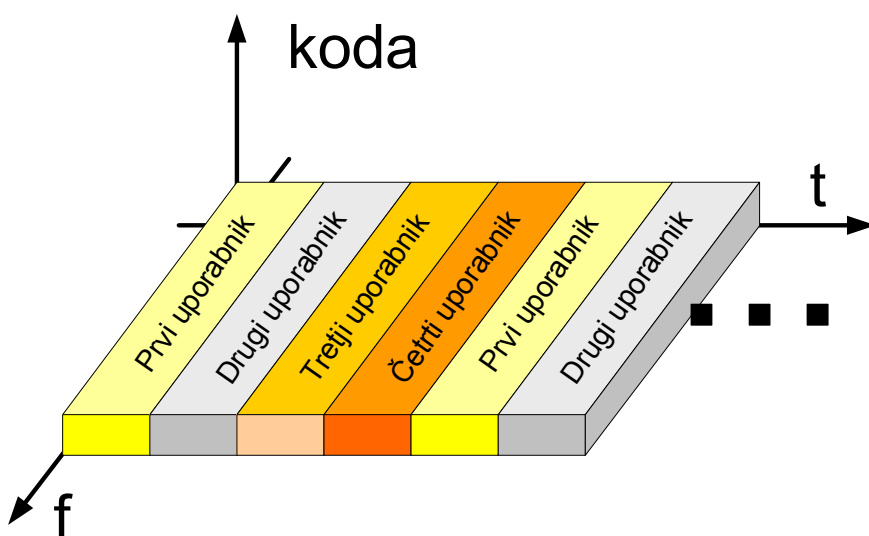 koda
t
Prvi uporabnik
Drugi uporabnik
Tretji uporabnik
Četrti uporabnik
Prvi uporabnik
Drugi uporabnik
f